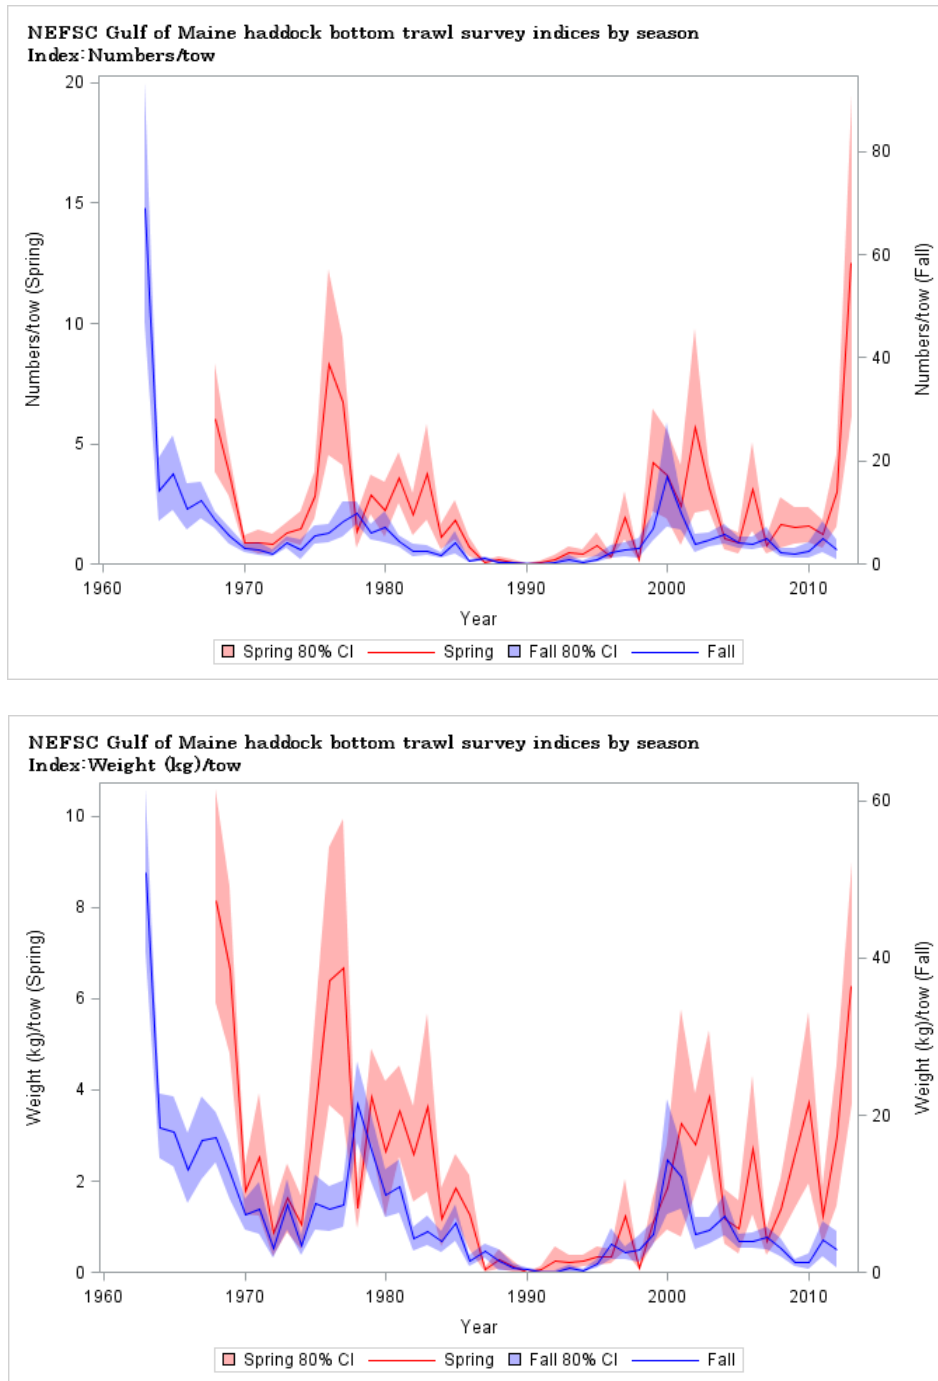 NEFSC Gulf of Maine haddock bottom trawl survey indices by season
Index:Numbers/tow
20
15
10
5
0
Numbers/tow (Spring)
80
60
40
20
0
Numbers/tow (Fall)
1960 1970 1980 1990 2000 2010
Year
Spring 80% CI Spring Fall 80% CI Fall
NEFSC Gulf of Maine haddock bottom trawl survey indices by season
Index:Weight (kg)/tow
10
8
6
4
2
0
Weight (kg)/tow (Spring)
60
40
20
0
Weight (kg)/tow (Fall)
1960 1970 1980 1990 2000 2010
Year
Spring 80% CI Spring Fall 80% CI Fall